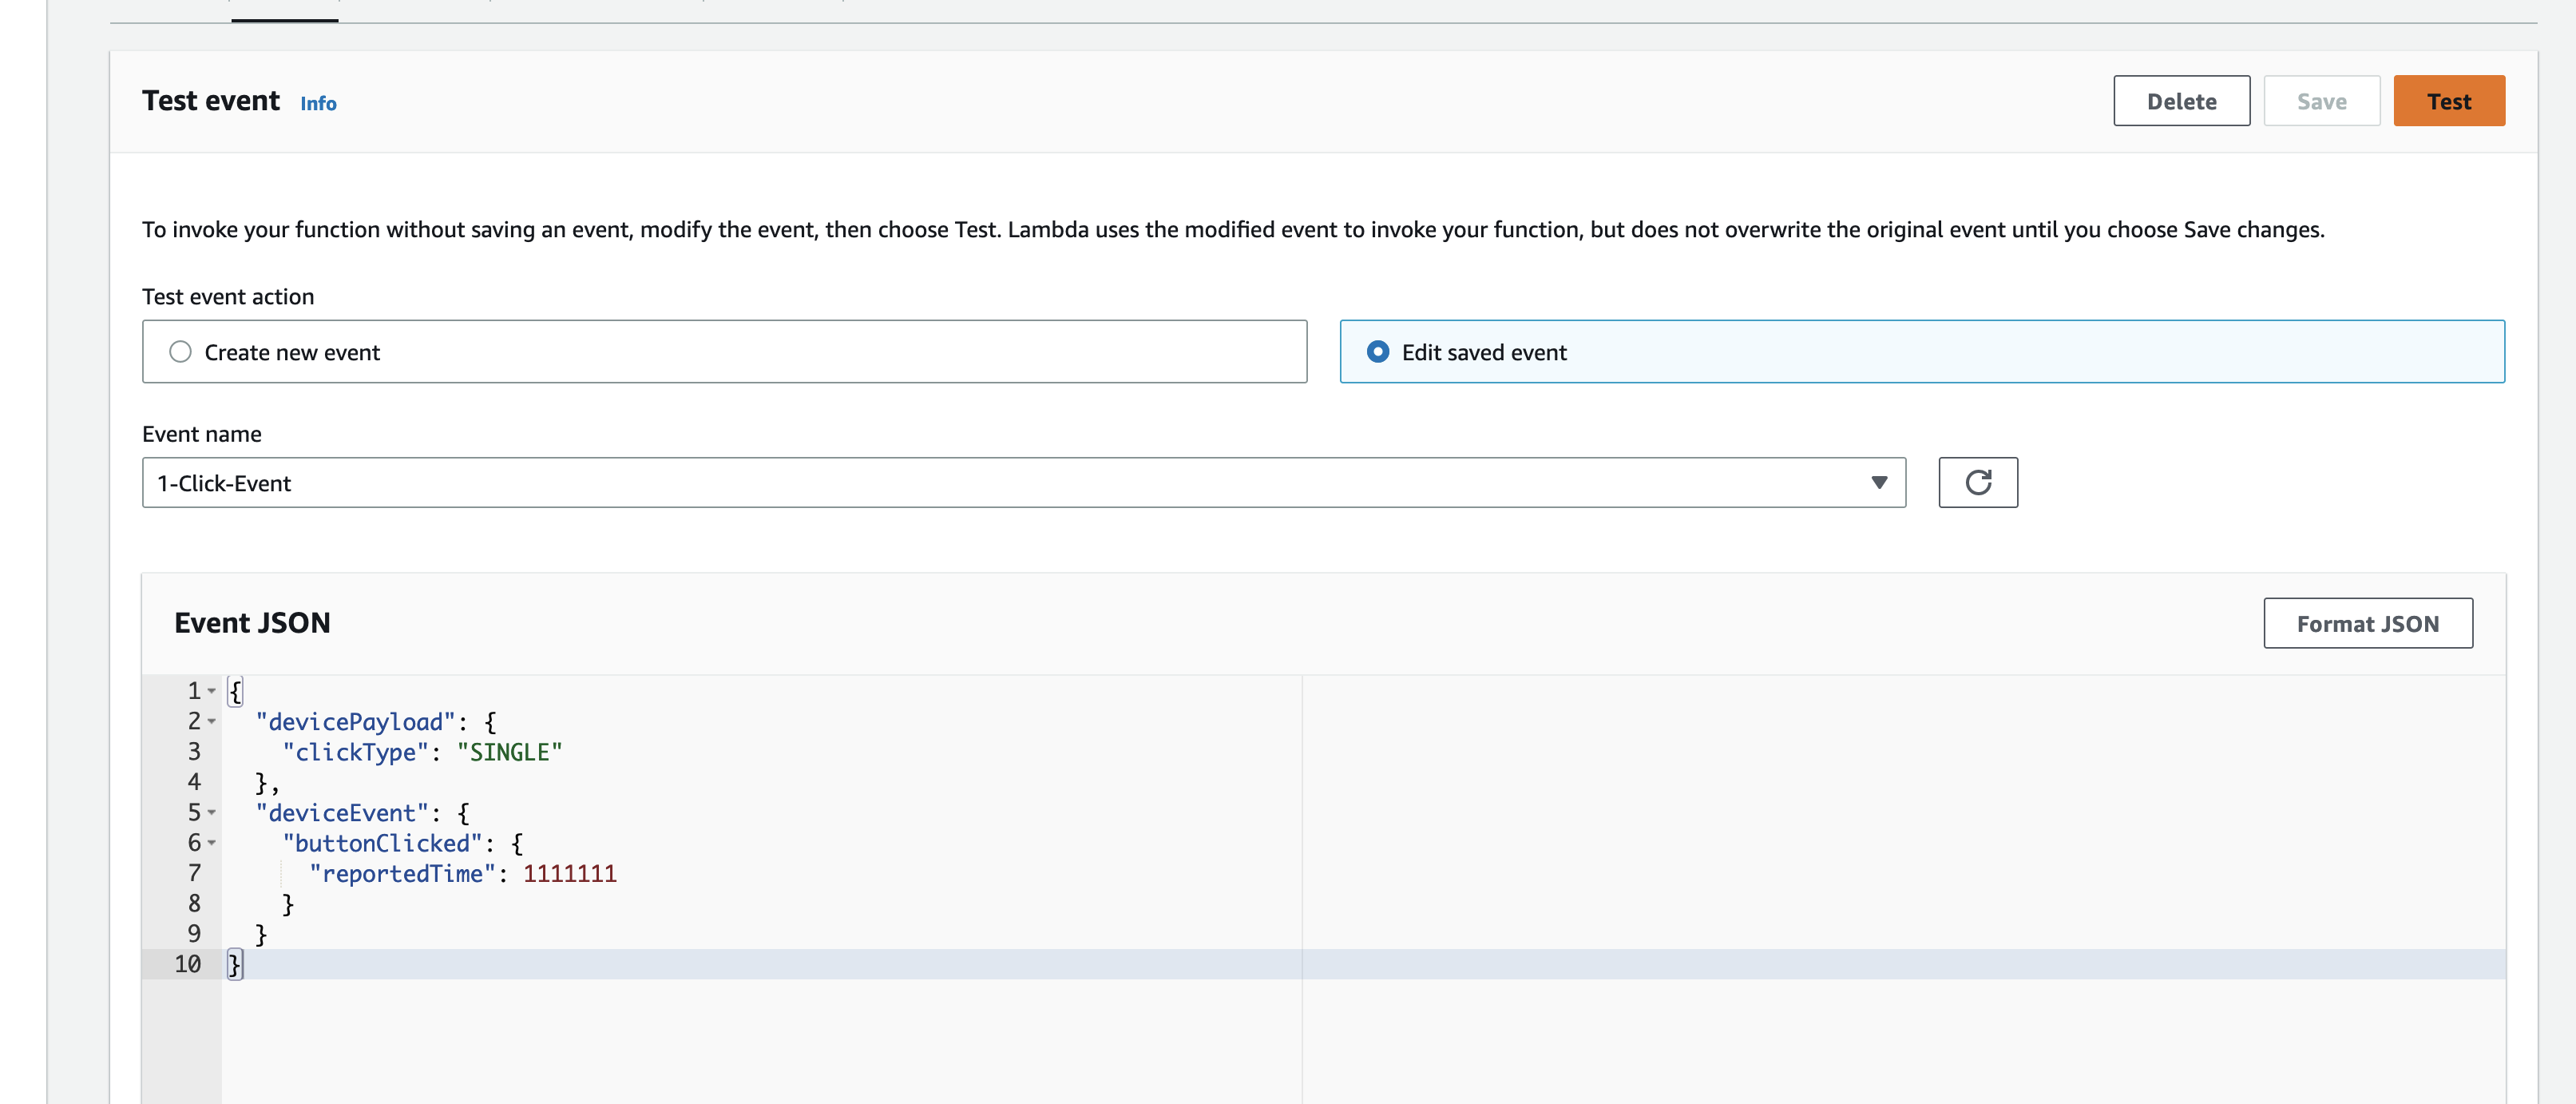 Test event Info Delete Save Test
To invoke your function without saving an event, modify the event, then choose Test. Lambda uses the modified event to invoke your function, but does not overwrite the original event until you choose Save changes.
Test event action
Create new event Edit saved event
Event name
1-Click-Event
Event JSON Format JSON
1 {
2   "devicePayload": {
3     "clickType": "SINGLE"
4   },
5   "deviceEvent": {
6     "buttonClicked": {
7       "reportedTime": 1111111
8     }
9   }
10 }